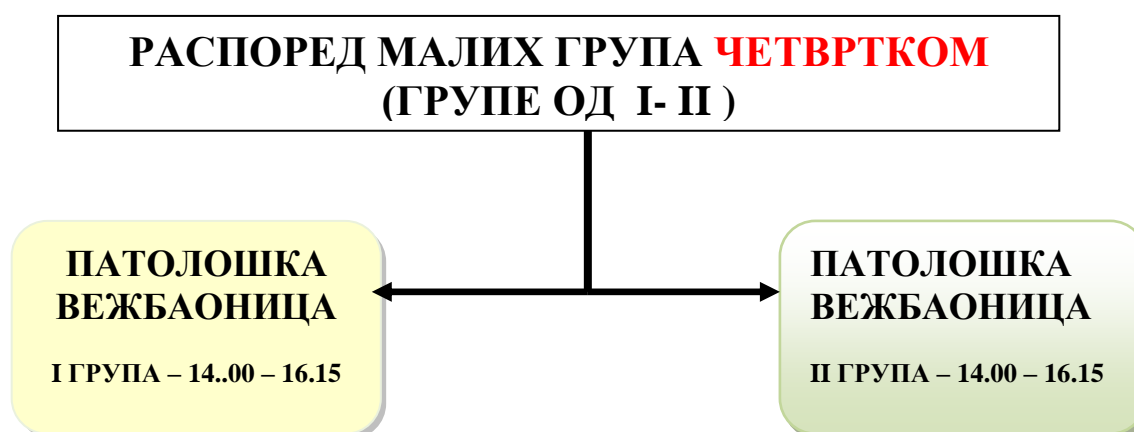 РАСПОРЕД МАЛИХ ГРУПА ЧЕТВРТКОМ
(ГРУПЕ ОД I- II )
ПАТОЛОШКА
ВЕЖБАОНИЦА
I ГРУПА – 14..00 – 16.15
ПАТОЛОШКА
ВЕЖБАОНИЦА
II ГРУПА – 14.00 – 16.15